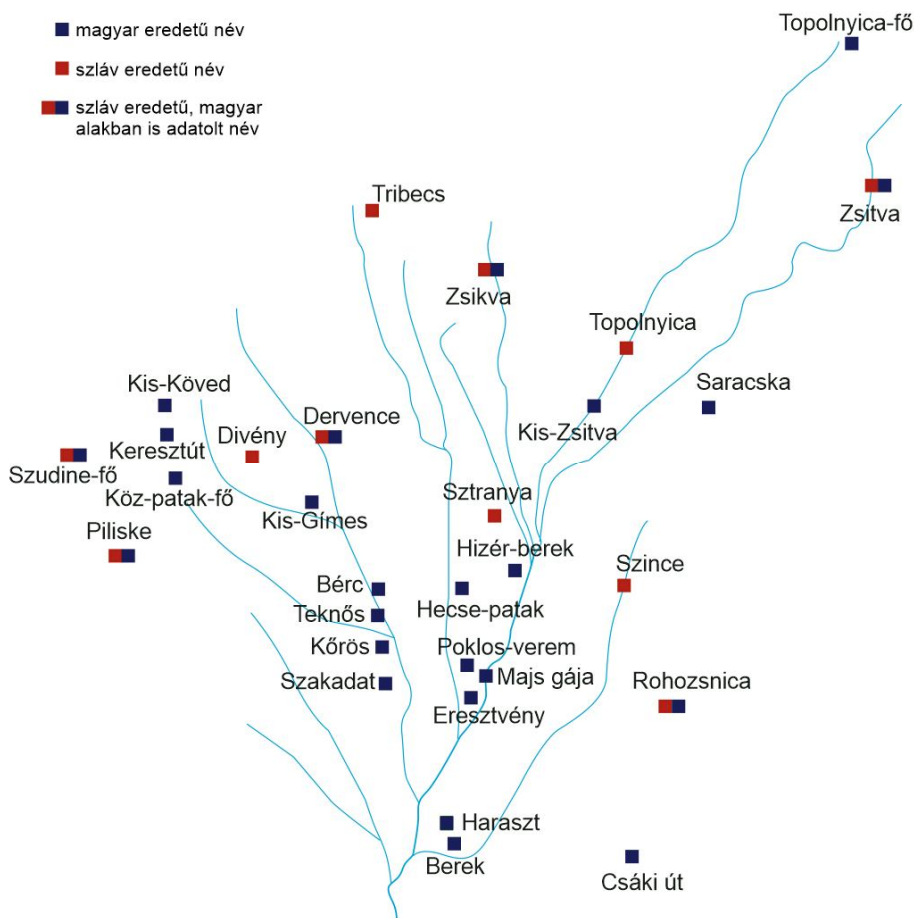 magyar eredetű név
szláv eredetű név
szláv eredetű, magyar
alakban is adatolt név
Topolnyica-fő
Tribecs
Zsitva
Zsikva
Topolnyica
Saracska
Kis-Köved
Dervence
Kis-Zsitva
Keresztút
Divény
Szudine-fő
Köz-patak-fő
Sztranya
Kis-Gímes
Piliske
Hizér-berek
Szince
Bérc
Hecse-patak
Teknős
Kőrös
Poklos-verem
Majs gája
Rohozsnica
Szakadat
Eresztvény
Haraszt
Berek
Csáki út